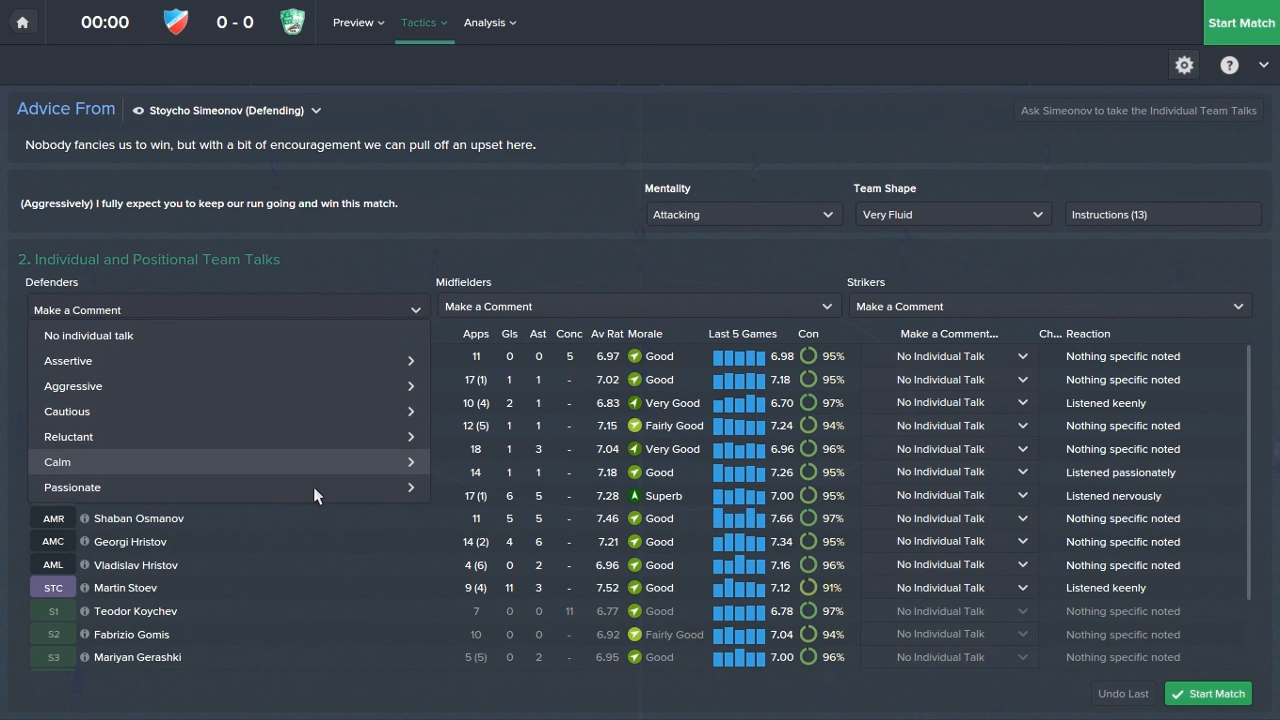 00:00 0 - 0 Preview Tactics Analysis Start Match
?
Advice From Stoycho Simeonov (Defending) Ask Simeonov to take the Individual Team Talks
Nobody fancies us to win, but with a bit of encouragement we can pull off an upset here.
Mentality Team Shape
(Aggressively) I fully expect you to keep our run going and win this match. Attacking Very Fluid Instructions (13)
2. Individual and Positional Team Talks
Defenders Midfielders Strikers
Make a Comment Make a Comment Make a Comment
No individual talk Apps Gls Ast Conc Av Rat Morale Last 5 Games Con Make a Comment... Ch... Reaction
11 0 0 5 6.97 Good 6.98 95% No Individual Talk Nothing specific noted
Assertive
17 (1) 1 1 - 7.02 Good 7.18 95% No Individual Talk Nothing specific noted
Aggressive
10 (4) 2 1 - 6.83 Very Good 6.70 97% No Individual Talk Listened keenly
Cautious
12 (5) 1 1 - 7.15 Fairly Good 7.24 94% No Individual Talk Nothing specific noted
Reluctant
18 1 3 - 7.04 Very Good 6.96 96% No Individual Talk Nothing specific noted
Calm
14 1 1 - 7.18 Good 7.26 95% No Individual Talk Listened passionately
Passionate
17 (1) 6 5 - 7.28 Superb 7.00 95% No Individual Talk Listened nervously
AMR Shaban Osmanov 11 5 5 - 7.46 Good 7.66 97% No Individual Talk Nothing specific noted
AMC Georgi Hristov 14 (2) 4 6 - 7.21 Good 7.34 95% No Individual Talk Nothing specific noted
AML Vladislav Hristov 4 (6) 0 2 - 6.96 Good 7.16 96% No Individual Talk Nothing specific noted
STC Martin Stoev 9 (4) 11 3 - 7.52 Good 7.12 91% No Individual Talk Listened keenly
S1 Teodor Koychev 7 0 0 11 6.77 Good 6.78 97% No Individual Talk Nothing specific noted
S2 Fabrizio Gomis 10 0 0 - 6.92 Fairly Good 7.04 94% No Individual Talk Nothing specific noted
S3 Mariyan Gerashki 5 (5) 0 2 - 6.95 Good 7.00 96% No Individual Talk Nothing specific noted
Undo Last Start Match